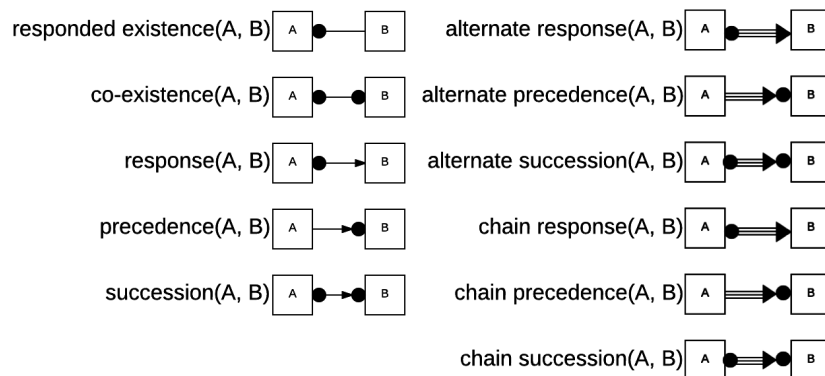 responded existence(A, B) A B
co-existence(A, B) A B
response(A, B) A B
precedence(A, B) A B
succession(A, B) A B
alternate response(A, B) A B
alternate precedence(A, B) A B
alternate succession(A, B) A B
chain response(A, B) A B
chain precedence(A, B) A B
chain succession(A, B) A B